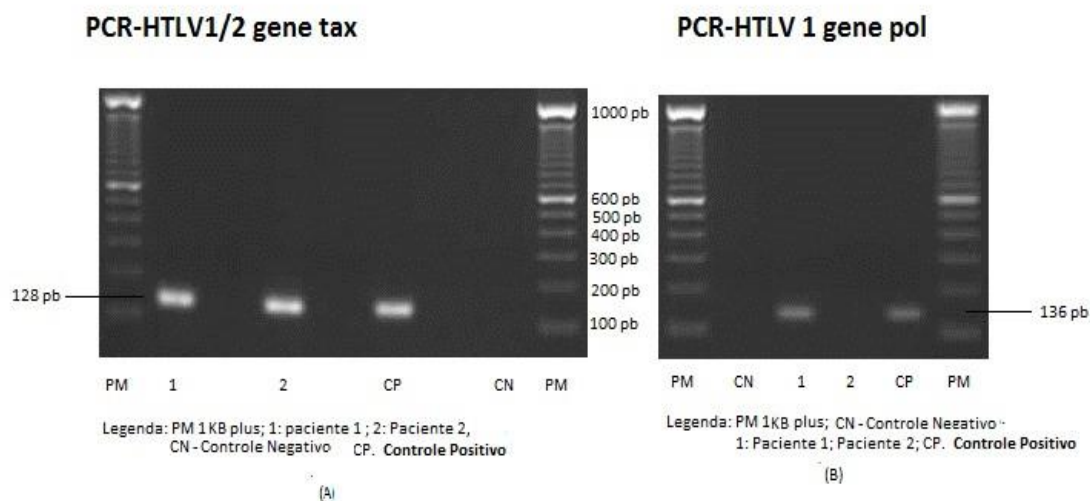 PCR-HTLV1/2 gene tax
PCR-HTLV 1 gene pol
1000 pb
600 pb
500 pb
400 pb
300 pb
200 pb
100 pb
128 pb
136 pb
PM 1 2 CP CN PM
PM CN 1 2 CP PM
Legenda: PM 1KB plus; 1: paciente 1 ; 2: Paciente 2,
CN - Controle Negativo CP. Controle Positivo
(A)
Legenda: PM 1KB plus; CN - Controle Negativo
1: Paciente 1; Paciente 2; CP. Controle Positivo
(B)